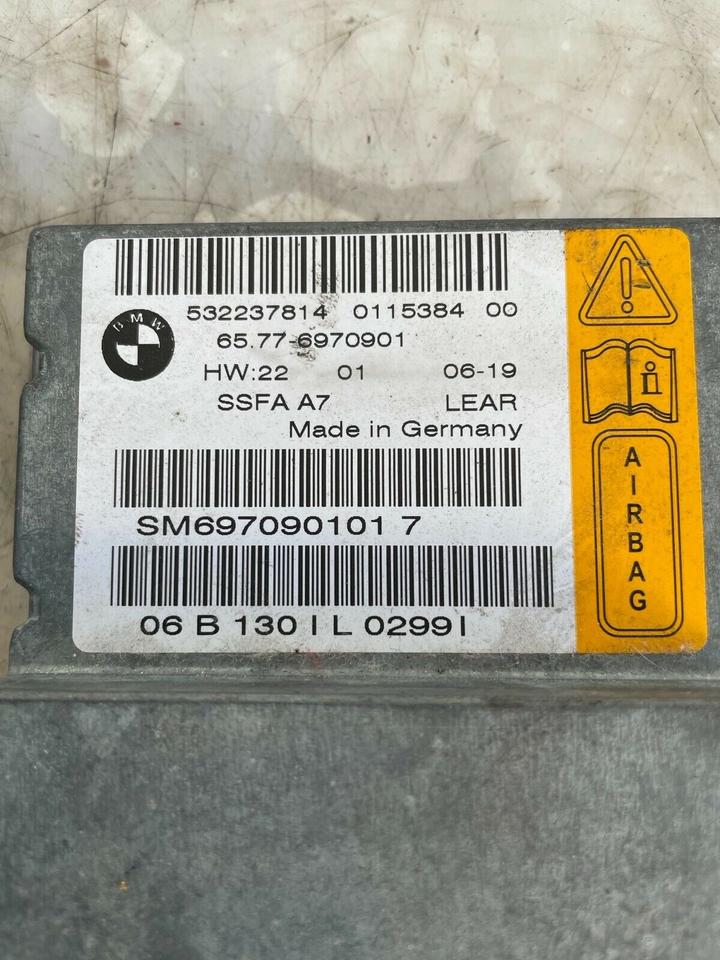 532237814 0115384 00
BMW
65.77-6970901
HW:22 01 06-19
SSFA A7 LEAR
Made in Germany
SM697090101 7
06 B 130 I L 0299I
AIRBAG